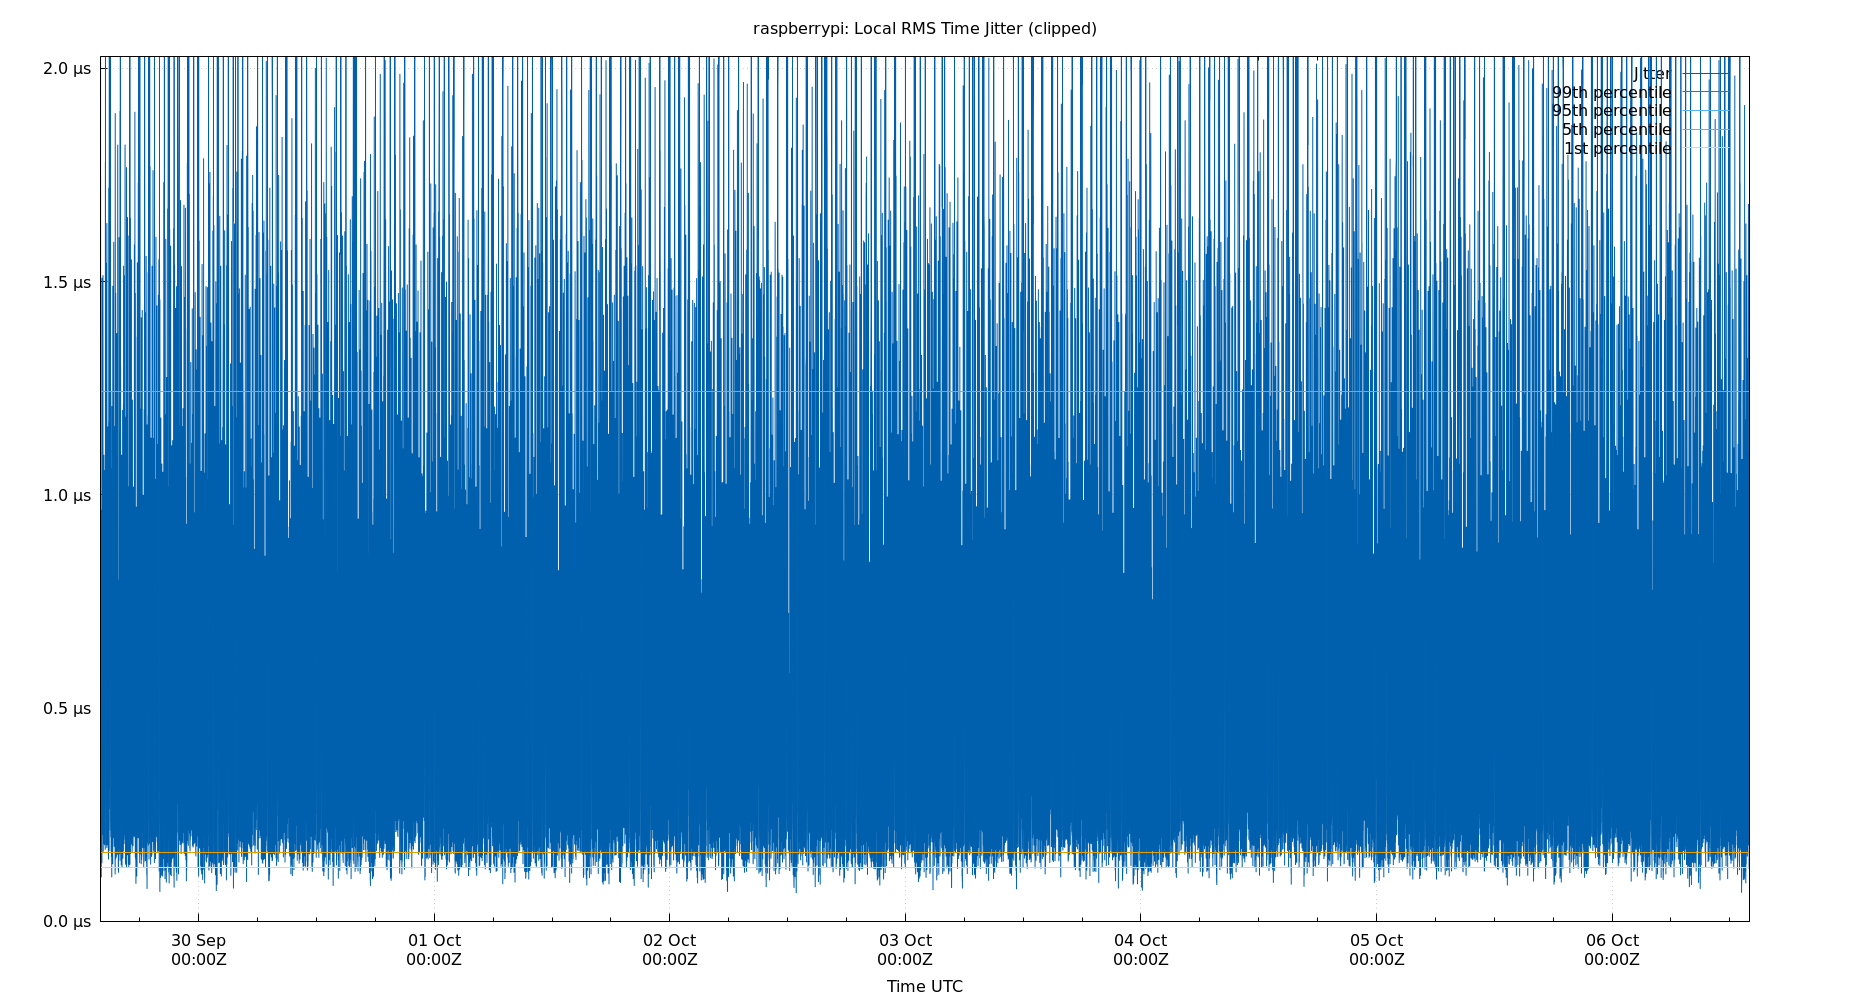 raspberrypi: Local RMS Time Jitter (clipped)
2.0 µs
1.5 µs
1.0 µs
0.5 µs
0.0 µs
Jitter
99th percentile
95th percentile
5th percentile
1st percentile
30 Sep
00:00Z
01 Oct
00:00Z
02 Oct
00:00Z
03 Oct
00:00Z
04 Oct
00:00Z
05 Oct
00:00Z
06 Oct
00:00Z
Time UTC